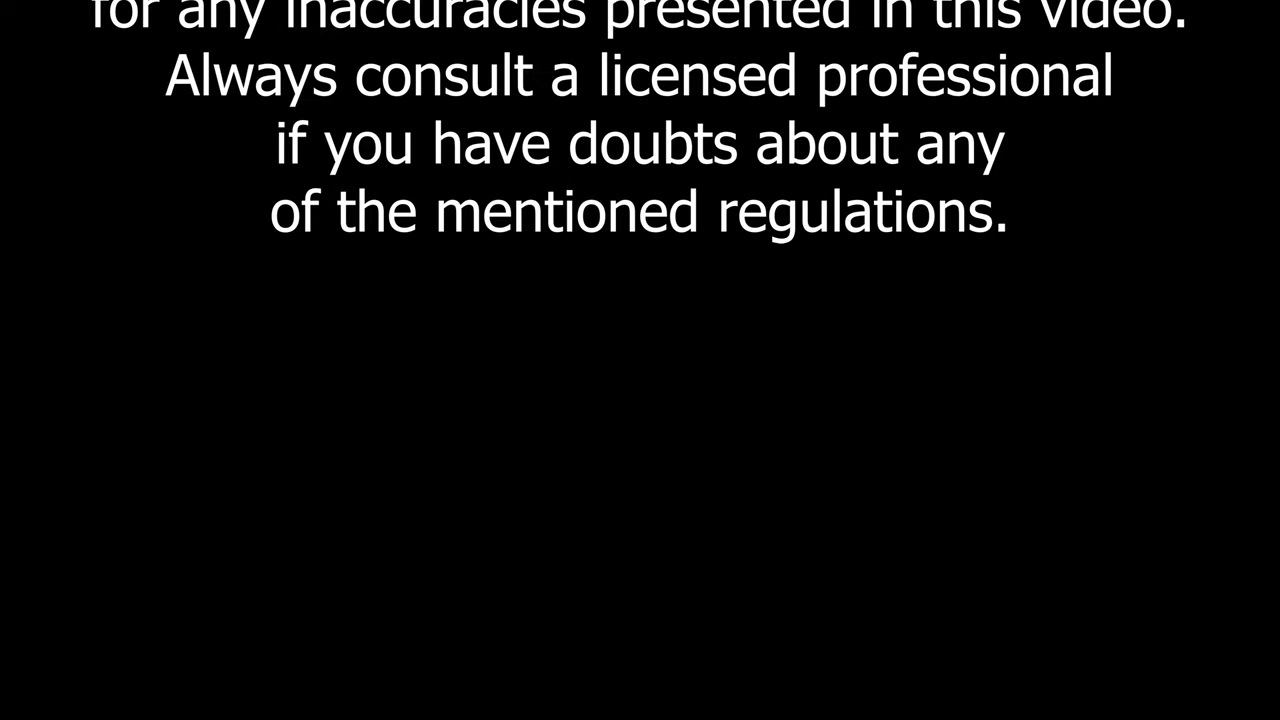 for any inaccuracies presented in this video.
Always consult a licensed professional
if you have doubts about any
of the mentioned regulations.